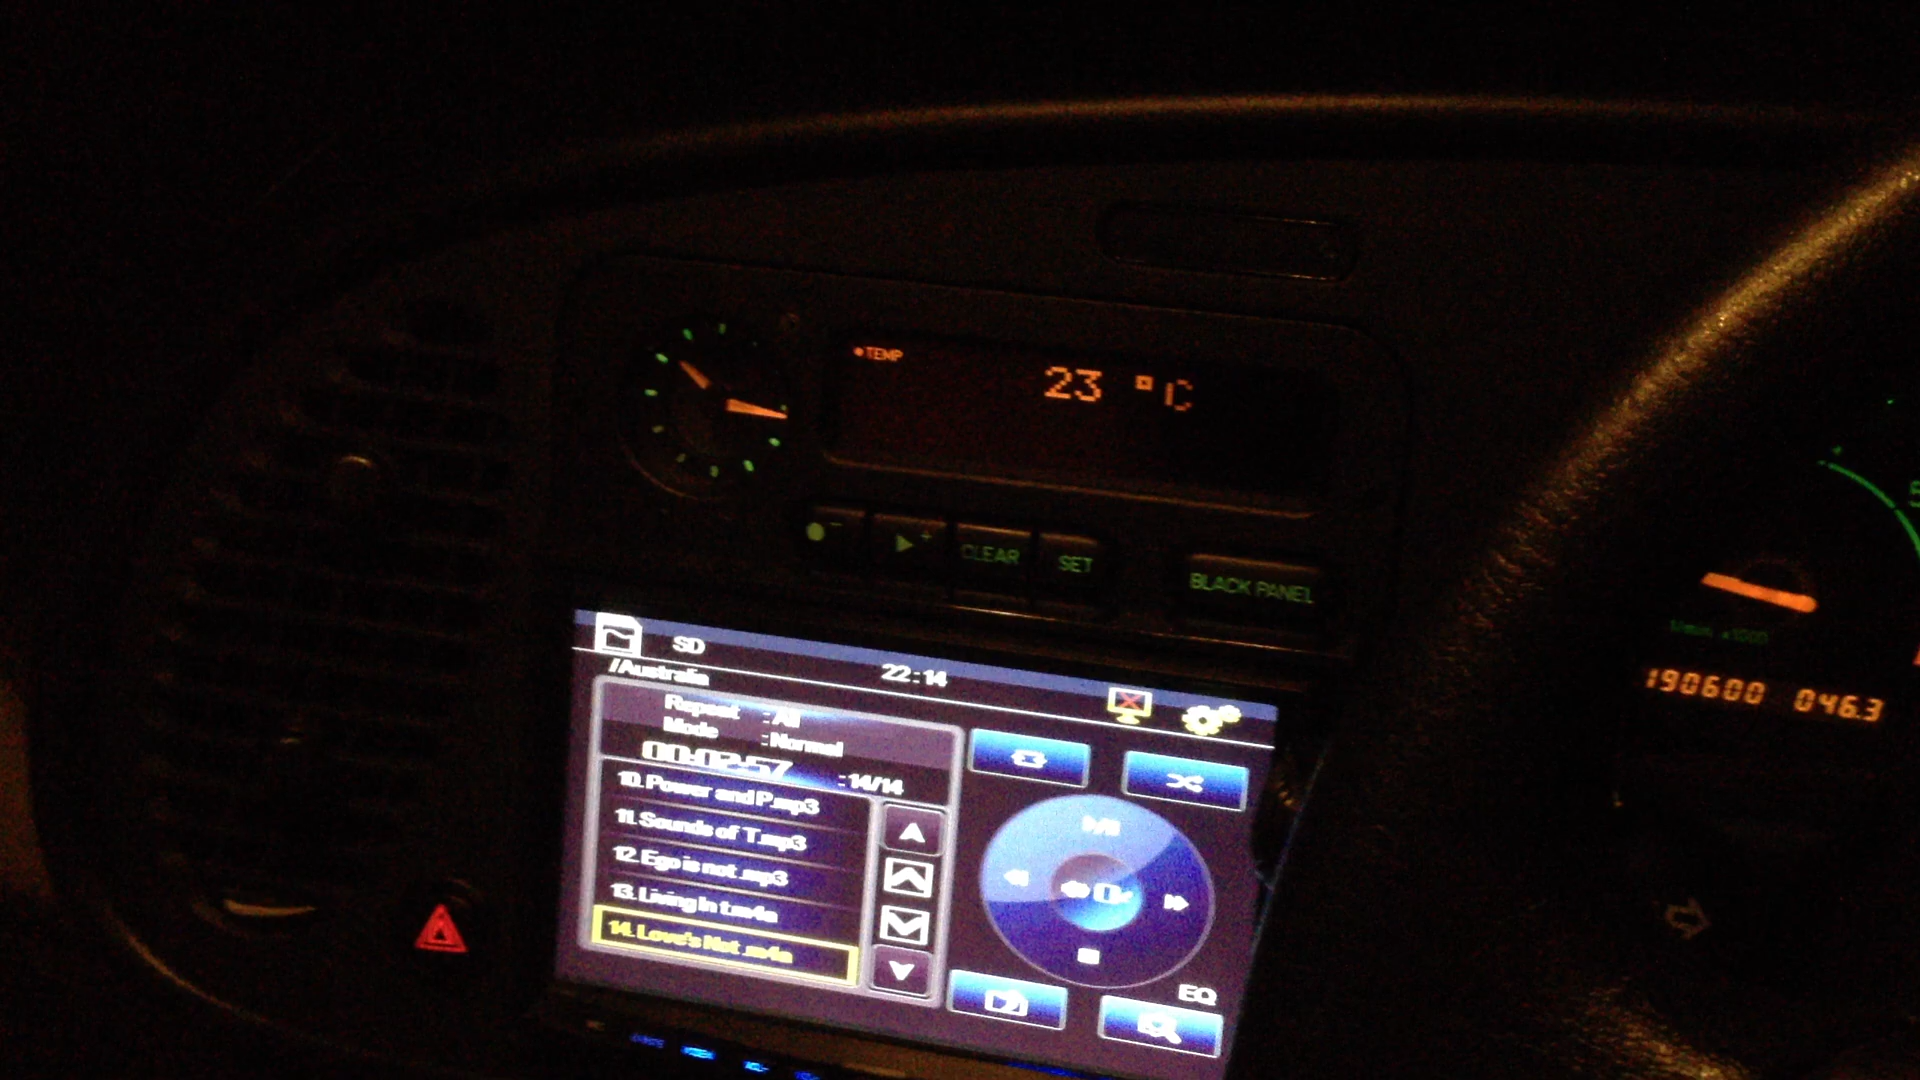 TEMP
23 °C
CLEAR
SET
BLACK PANEL
SD
22:14
//Australia
Repeat : All
Mode : Normal
00:02:57 : 14/14
10. Power and P.mp3
11. Sounds of T.mp3
12. Ego is not .mp3
13. Living in t.m4a
14. Love's Not .m4a
EQ
190600 046.3
x1000